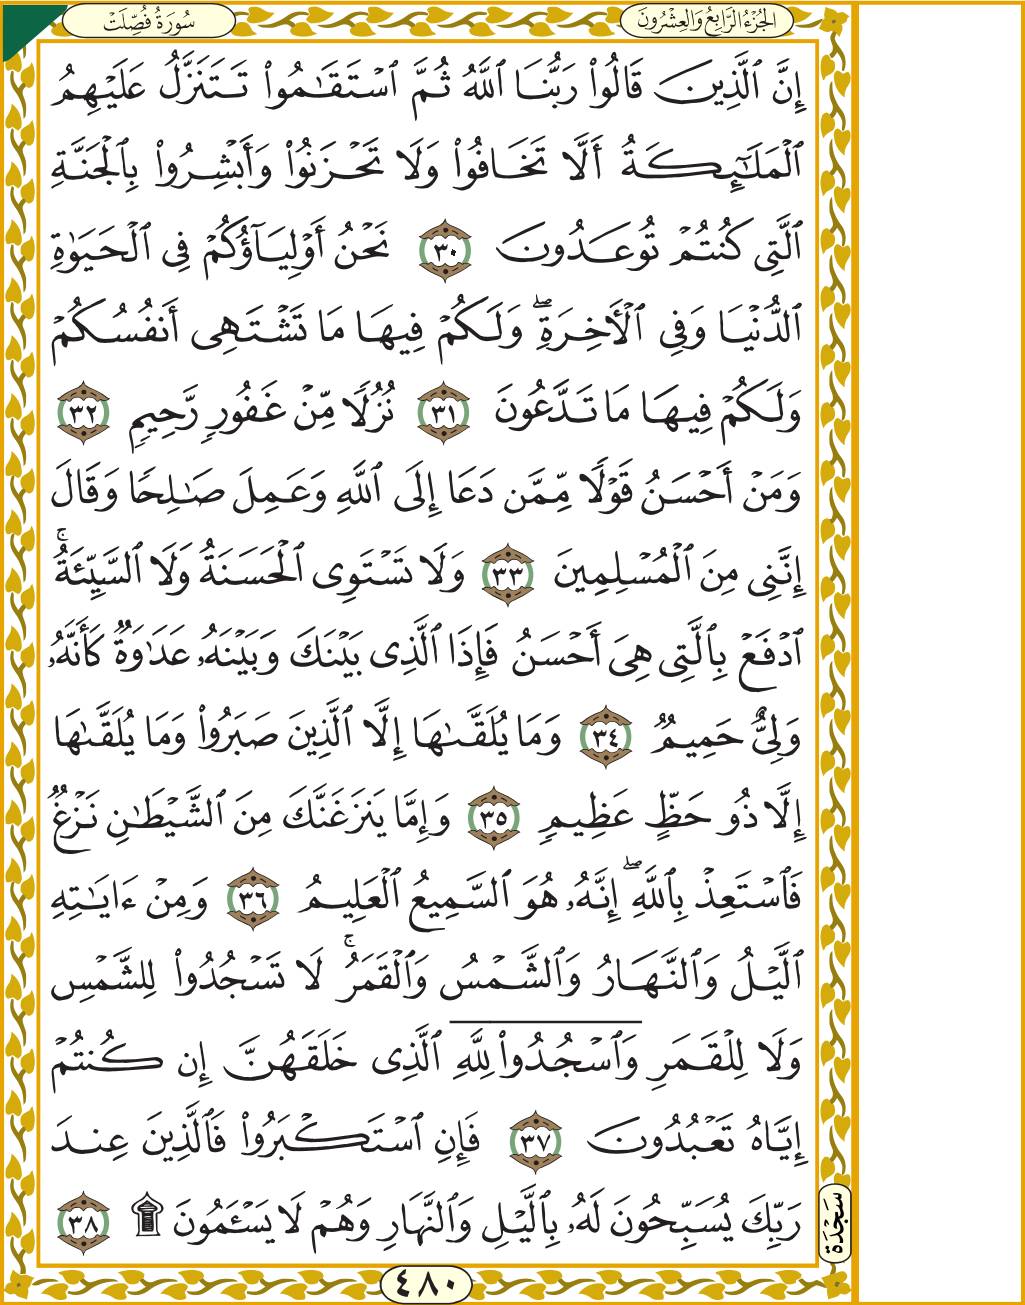 الجُزْءُ الرَّابِعُ وَالعِشْرُونَ
سُورَةُ فُصِّلَتْ
إِنَّ ٱلَّذِينَ قَالُوا۟ رَبُّنَا ٱللَّهُ ثُمَّ ٱسْتَقَـٰمُوا۟ تَتَنَزَّلُ عَلَيْهِمُ
ٱلْمَلَـٰٓئِكَةُ أَلَّا تَخَافُوا۟ وَلَا تَحْزَنُوا۟ وَأَبْشِرُوا۟ بِٱلْجَنَّةِ
ٱلَّتِى كُنتُمْ تُوعَدُونَ ٣٠ نَحْنُ أَوْلِيَآؤُكُمْ فِى ٱلْحَيَوٰةِ
ٱلدُّنْيَا وَفِى ٱلْـَٔاخِرَةِ ۖ وَلَكُمْ فِيهَا مَا تَشْتَهِىٓ أَنفُسُكُمْ
وَلَكُمْ فِيهَا مَا تَدَّعُونَ ٣١ نُزُلًا مِّنْ غَفُورٍ رَّحِيمٍ ٣٢
وَمَنْ أَحْسَنُ قَوْلًا مِّمَّن دَعَآ إِلَى ٱللَّهِ وَعَمِلَ صَـٰلِحًا وَقَالَ
إِنَّنِى مِنَ ٱلْمُسْلِمِينَ ٣٣ وَلَا تَسْتَوِى ٱلْحَسَنَةُ وَلَا ٱلسَّيِّئَةُ ۚ
ٱدْفَعْ بِٱلَّتِى هِىَ أَحْسَنُ فَإِذَا ٱلَّذِى بَيْنَكَ وَبَيْنَهُۥ عَدَٰوَةٌ كَأَنَّهُۥ
وَلِىٌّ حَمِيمٌ ٣٤ وَمَا يُلَقَّىٰهَآ إِلَّا ٱلَّذِينَ صَبَرُوا۟ وَمَا يُلَقَّىٰهَآ
إِلَّا ذُو حَظٍّ عَظِيمٍ ٣٥ وَإِمَّا يَنزَغَنَّكَ مِنَ ٱلشَّيْطَـٰنِ نَزْغٌ
فَٱسْتَعِذْ بِٱللَّهِ ۖ إِنَّهُۥ هُوَ ٱلسَّمِيعُ ٱلْعَلِيمُ ٣٦ وَمِنْ ءَايَـٰتِهِ
ٱلَّيْلُ وَٱلنَّهَارُ وَٱلشَّمْسُ وَٱلْقَمَرُ ۚ لَا تَسْجُدُوا۟ لِلشَّمْسِ
وَلَا لِلْقَمَرِ وَٱسْجُدُوا۟ لِلَّهِ ٱلَّذِى خَلَقَهُنَّ إِن كُنتُمْ
إِيَّاهُ تَعْبُدُونَ ٣٧ فَإِنِ ٱسْتَكْبَرُوا۟ فَٱلَّذِينَ عِندَ
رَبِّكَ يُسَبِّحُونَ لَهُۥ بِٱلَّيْلِ وَٱلنَّهَارِ وَهُمْ لَا يَسْـَٔمُونَ ۩ ٣٨
سَجْدَة
٤٨٠